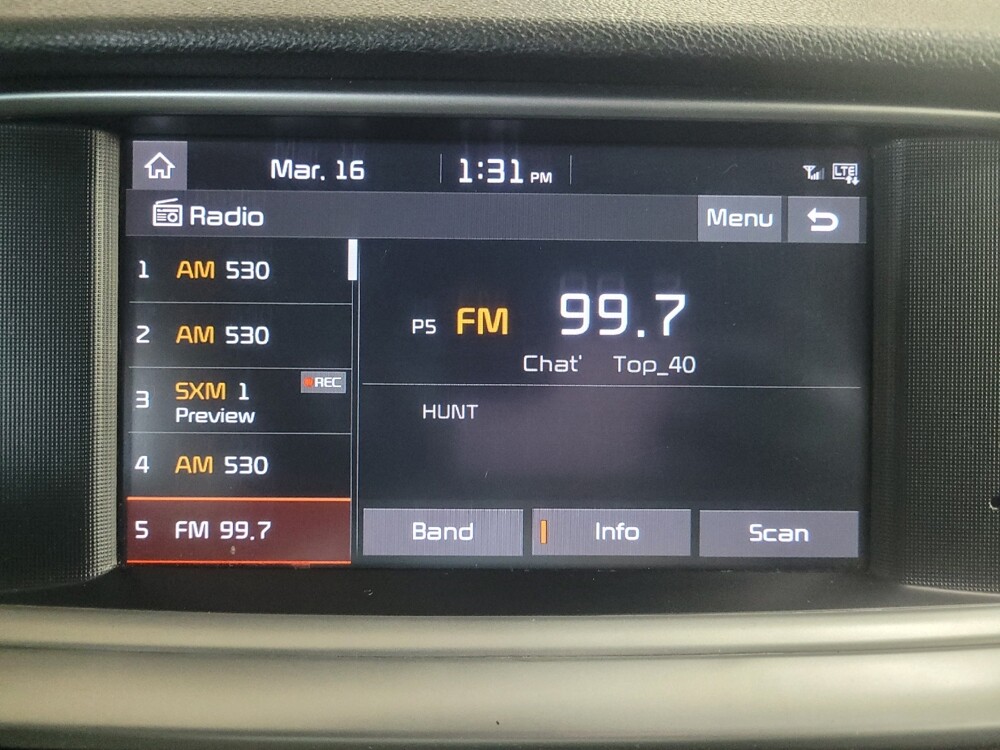 Mar. 16 1:31 PM LTE
Radio Menu
1 AM 530
2 AM 530
3 SXM 1 REC
Preview
4 AM 530
5 FM 99.7
P5 FM 99.7
Chat' Top_40
HUNT
Band Info Scan